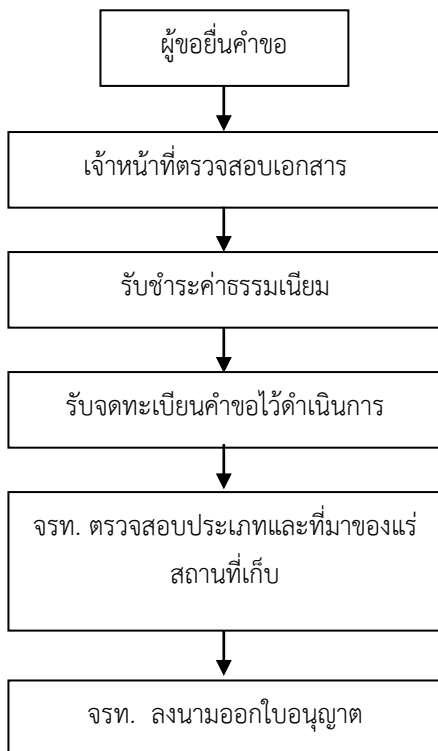 ผู้ขอยื่นคำขอ
เจ้าหน้าที่ตรวจสอบเอกสาร
รับชำระค่าธรรมเนียม
รับจดทะเบียนคำขอไว้ดำเนินการ
จรท. ตรวจสอบประเภทและที่มาของแร่
สถานที่เก็บ
จรท. ลงนามออกใบอนุญาต